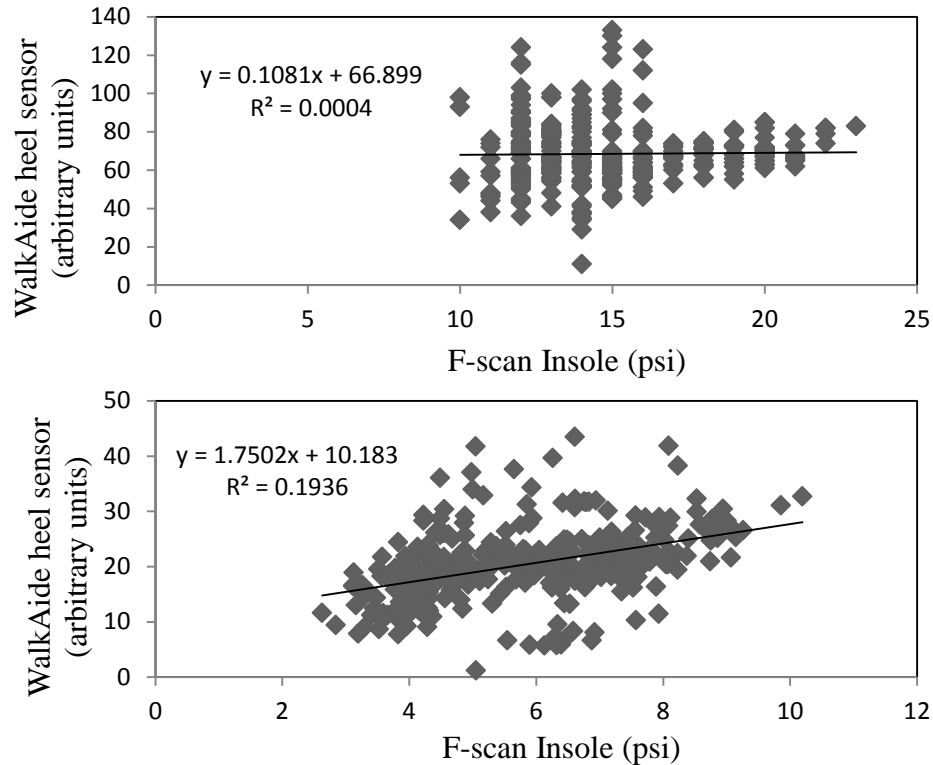 WalkAide heel sensor
(arbitrary units)
140
120
100
80
60
40
20
0
y = 0.1081x + 66.899
R² = 0.0004
0 5 10 15 20 25
F-scan Insole (psi)
WalkAide heel sensor
(arbitrary units)
50
40
30
20
10
0
y = 1.7502x + 10.183
R² = 0.1936
0 2 4 6 8 10 12
F-scan Insole (psi)